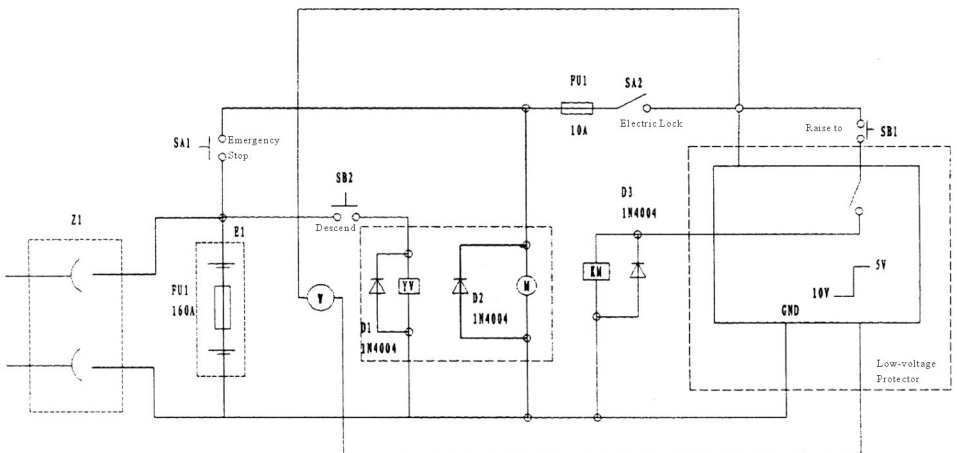 FU1
SA2
10A
Electric Lock
Raise to
SB1
SA1
Emergency
Stop.
SB2
Descend
Z1
E1
FU1
160A
V
D1
1N4004
YV
D2
1N4004
M
D3
1N4004
KM
5V
10V
GND
Low-voltage
Protector